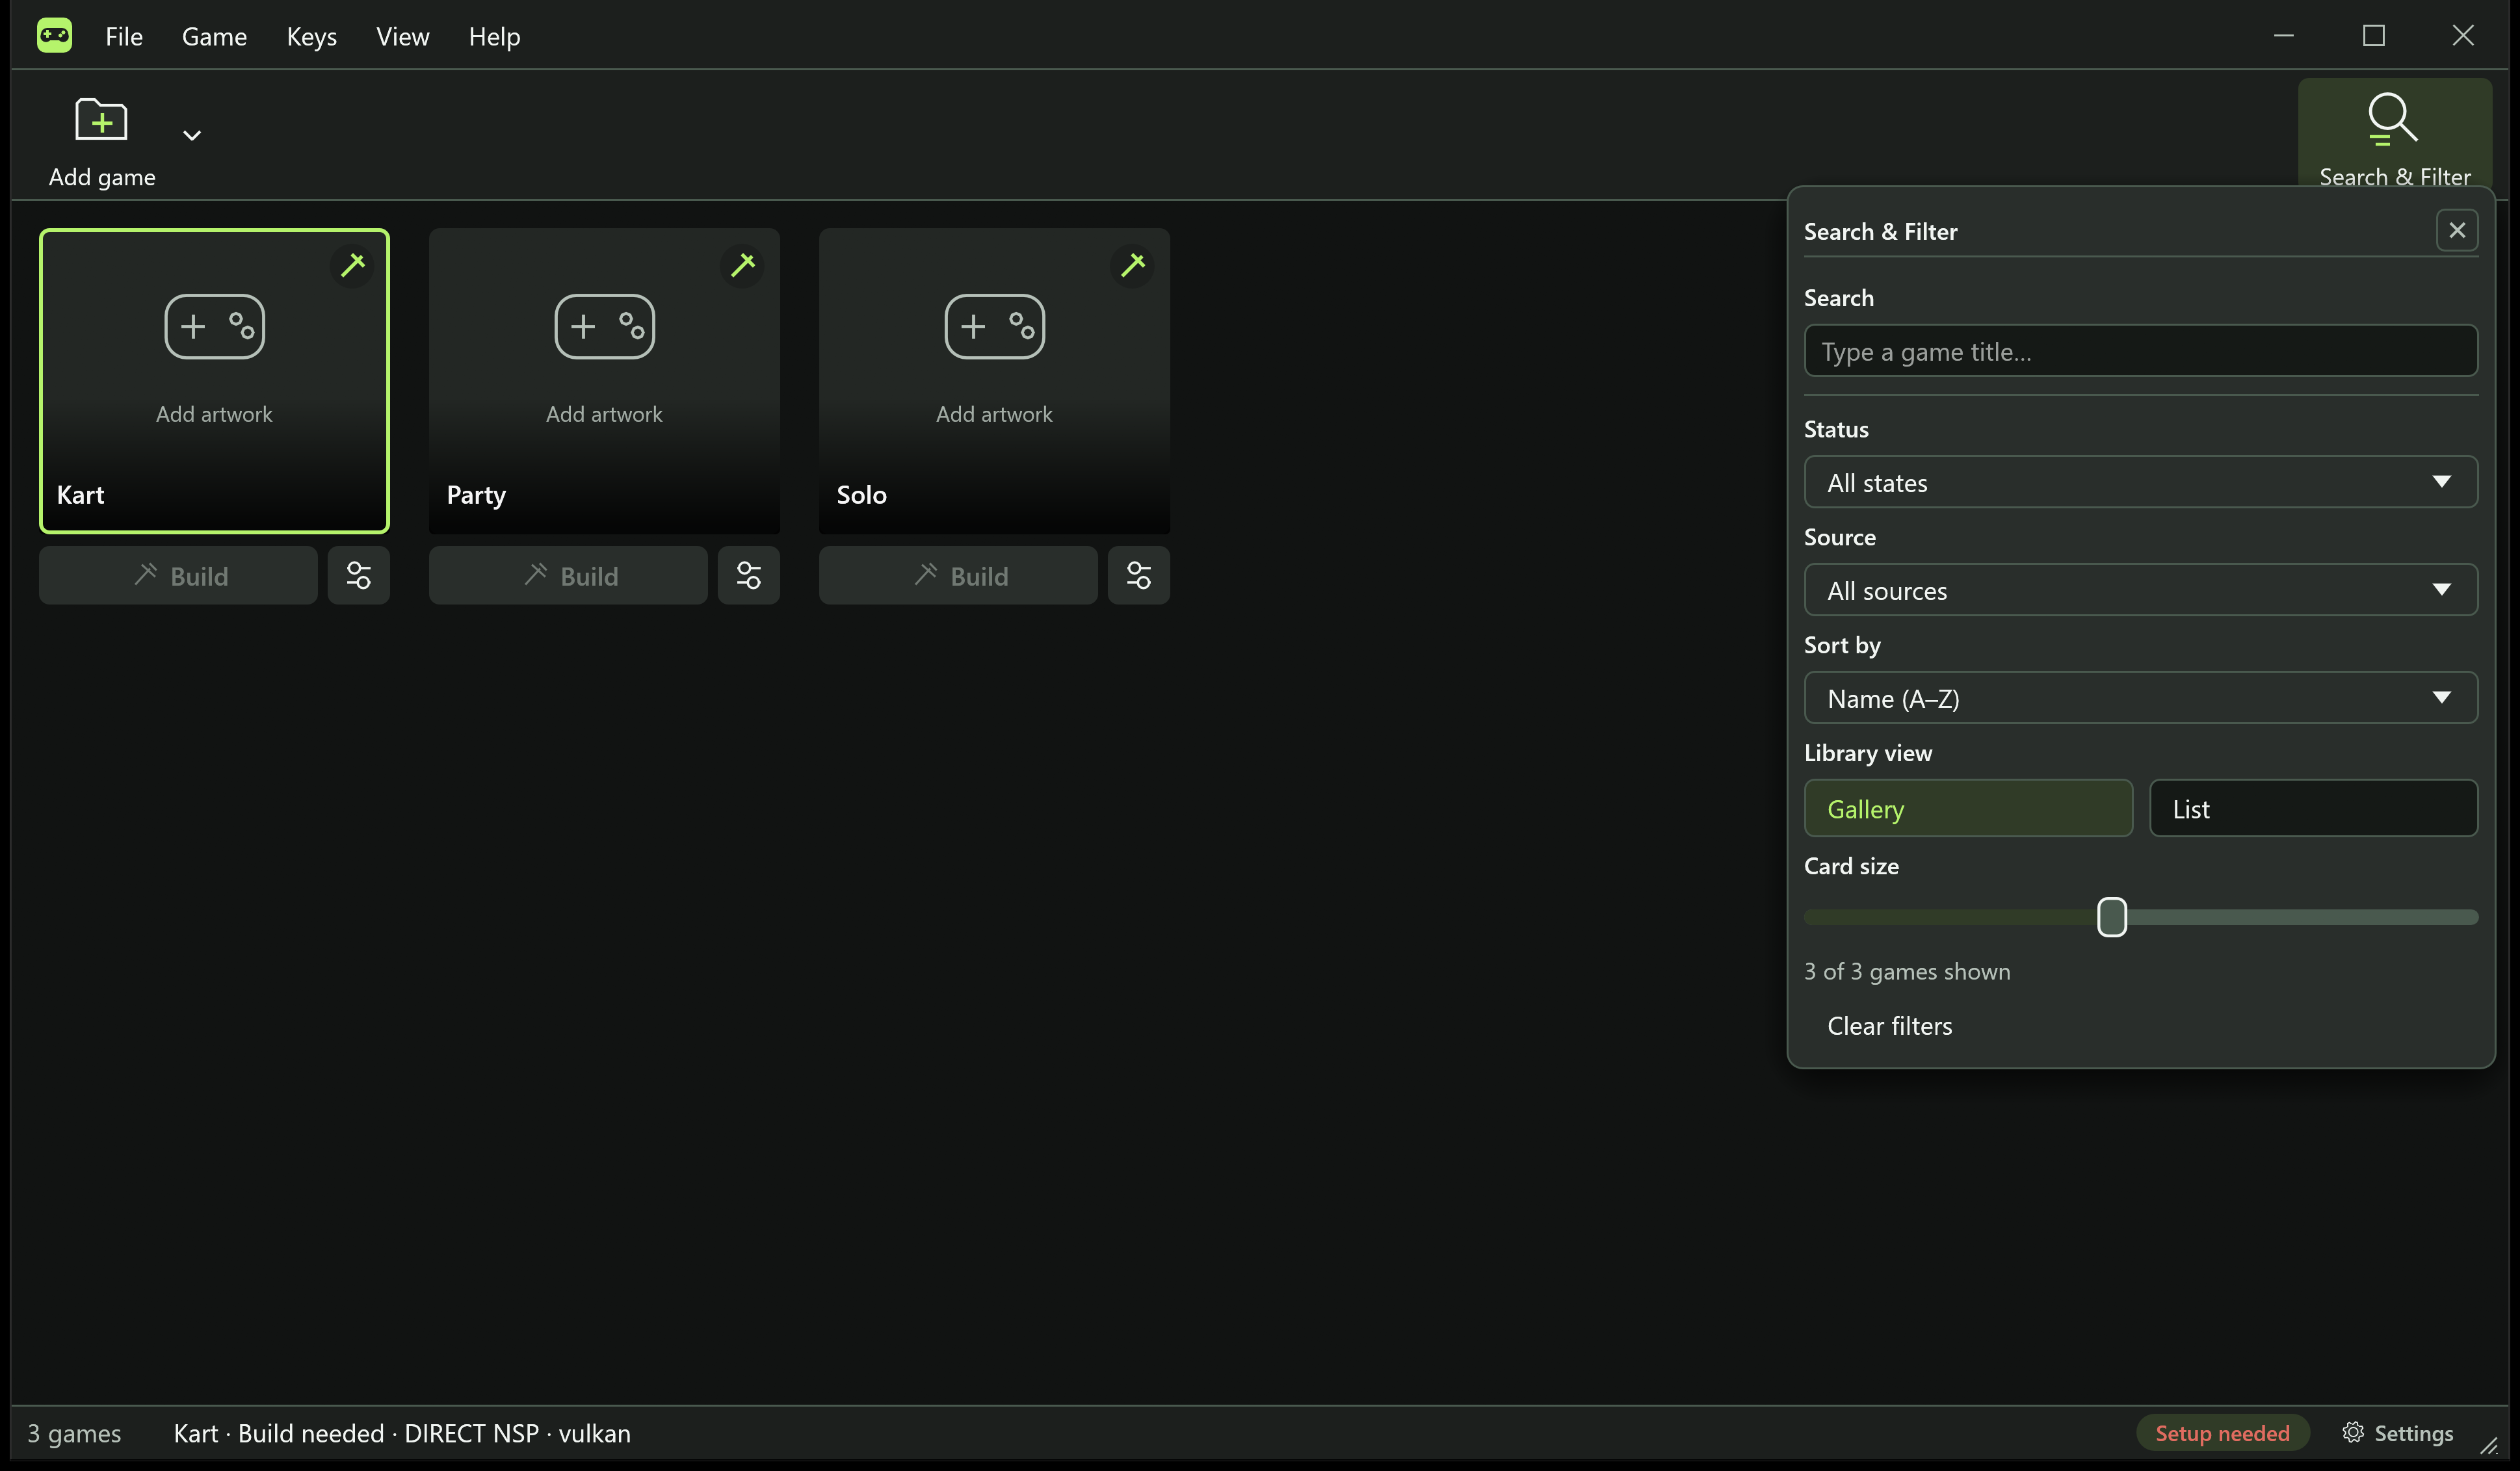 File Game Keys View Help
Add game
Search & Filter
Search & Filter
Search
Type a game title...
Status
All states
Source
All sources
Sort by
Name (A–Z)
Library view
Gallery List
Card size
3 of 3 games shown
Clear filters
Add artwork Add artwork Add artwork
Kart Party Solo
Build Build Build
3 games Kart · Build needed · DIRECT NSP · vulkan Setup needed Settings